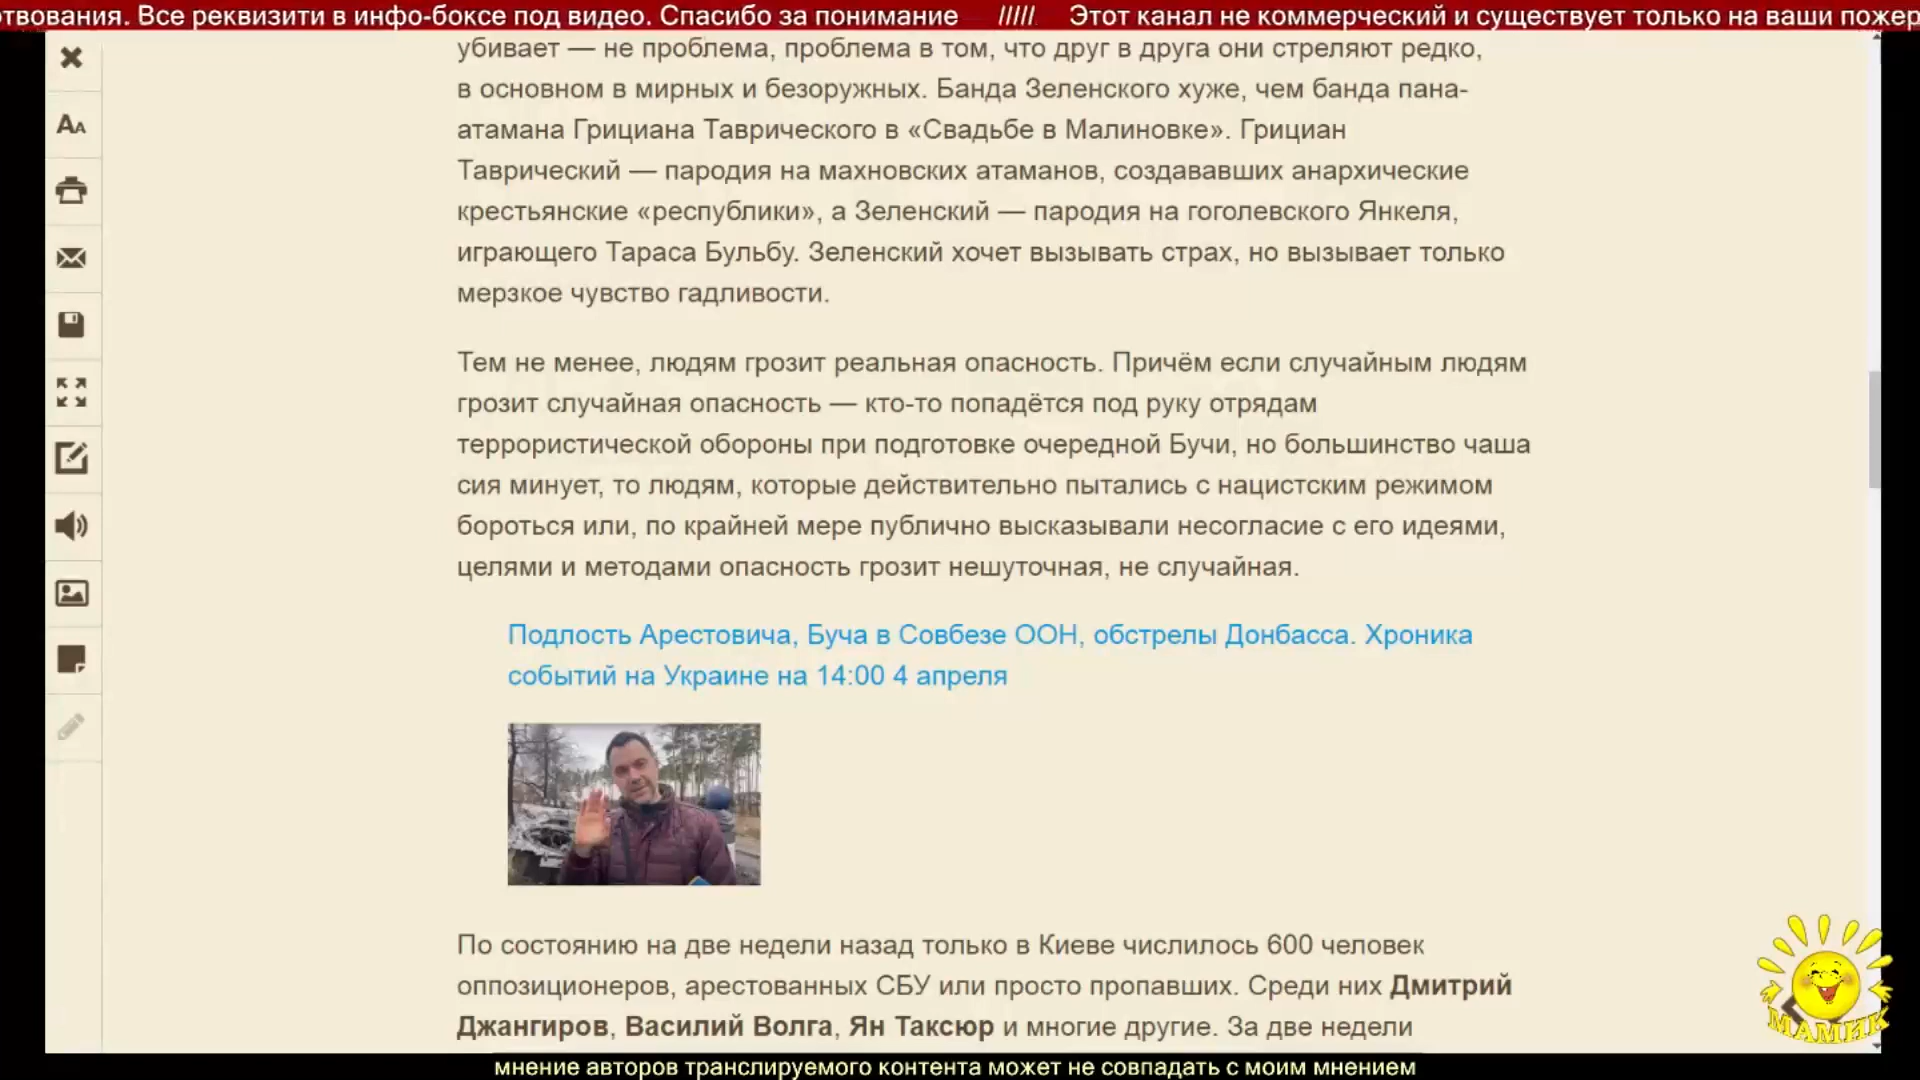 твования. Все реквизити в инфо-боксе под видео. Спасибо за понимание ///// Этот канал не коммерческий и существует только на ваши пожер
убивает — не проблема, проблема в том, что друг в друга они стреляют редко,
в основном в мирных и безоружных. Банда Зеленского хуже, чем банда пана-
атамана Грициана Таврического в «Свадьбе в Малиновке». Грициан
Таврический — пародия на махновских атаманов, создававших анархические
крестьянские «республики», а Зеленский — пародия на гоголевского Янкеля,
играющего Тараса Бульбу. Зеленский хочет вызывать страх, но вызывает только
мерзкое чувство гадливости.
Тем не менее, людям грозит реальная опасность. Причём если случайным людям
грозит случайная опасность — кто-то попадётся под руку отрядам
террористической обороны при подготовке очередной Бучи, но большинство чаша
сия минует, то людям, которые действительно пытались с нацистским режимом
бороться или, по крайней мере публично высказывали несогласие с его идеями,
целями и методами опасность грозит нешуточная, не случайная.
Подлость Арестовича, Буча в Совбезе ООН, обстрелы Донбасса. Хроника
событий на Украине на 14:00 4 апреля
По состоянию на две недели назад только в Киеве числилось 600 человек
оппозиционеров, арестованных СБУ или просто пропавших. Среди них Дмитрий
Джангиров, Василий Волга, Ян Таксюр и многие другие. За две недели
МАМИК
мнение авторов транслируемого контента может не совпадать с моим мнением